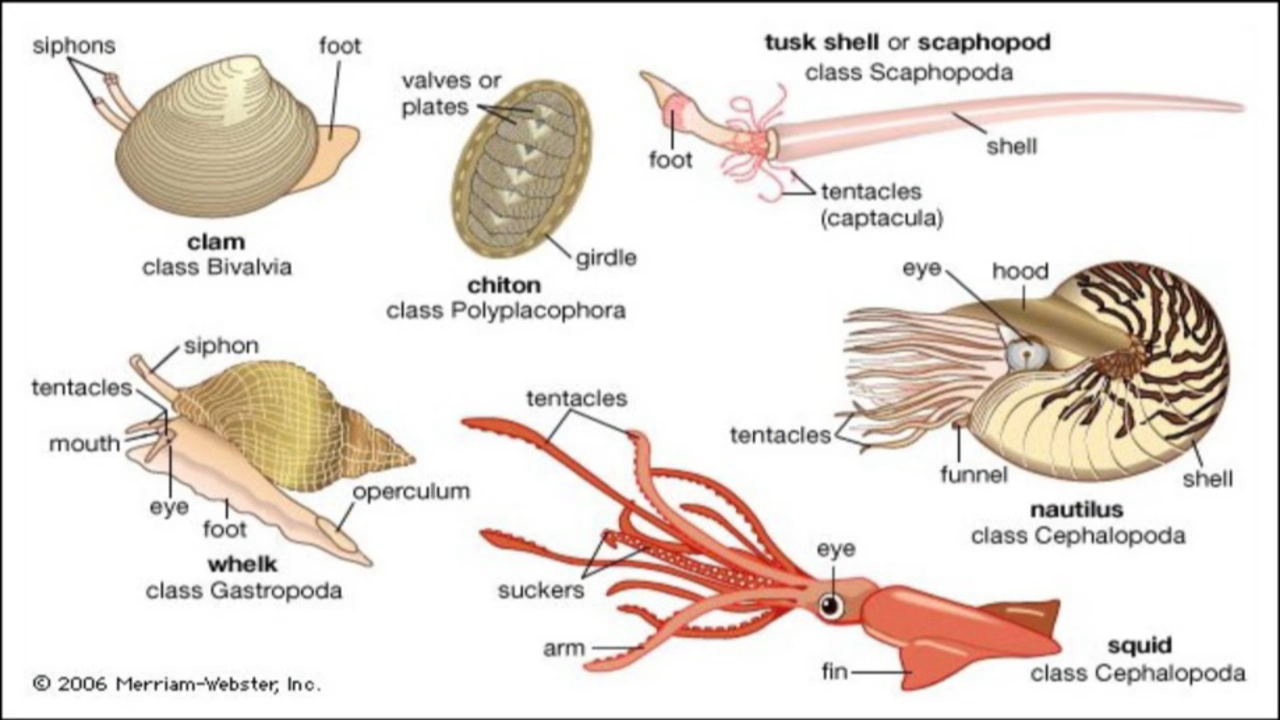 siphons
foot
clam
class Bivalvia
valves or
plates
girdle
chiton
class Polyplacophora
tusk shell or scaphopod
class Scaphopoda
foot
shell
tentacles
(captacula)
siphon
tentacles
mouth
eye
foot
operculum
whelk
class Gastropoda
tentacles
suckers
arm
eye
fin
squid
class Cephalopoda
eye
hood
tentacles
funnel
shell
nautilus
class Cephalopoda
© 2006 Merriam-Webster, Inc.